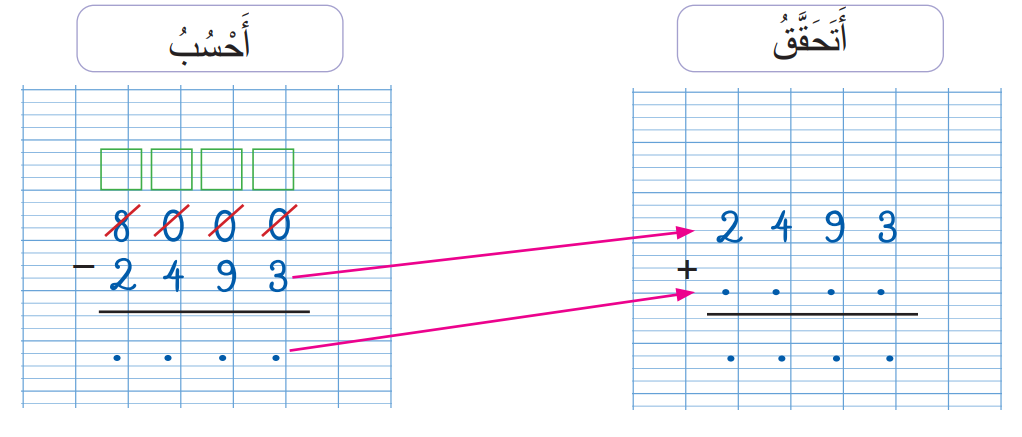 أَحْسُبُ
8 0 0 0
− 2 4 9 3
. . . .
أَتَحَقَّقُ
2 4 9 3
+ . . . .
. . . .